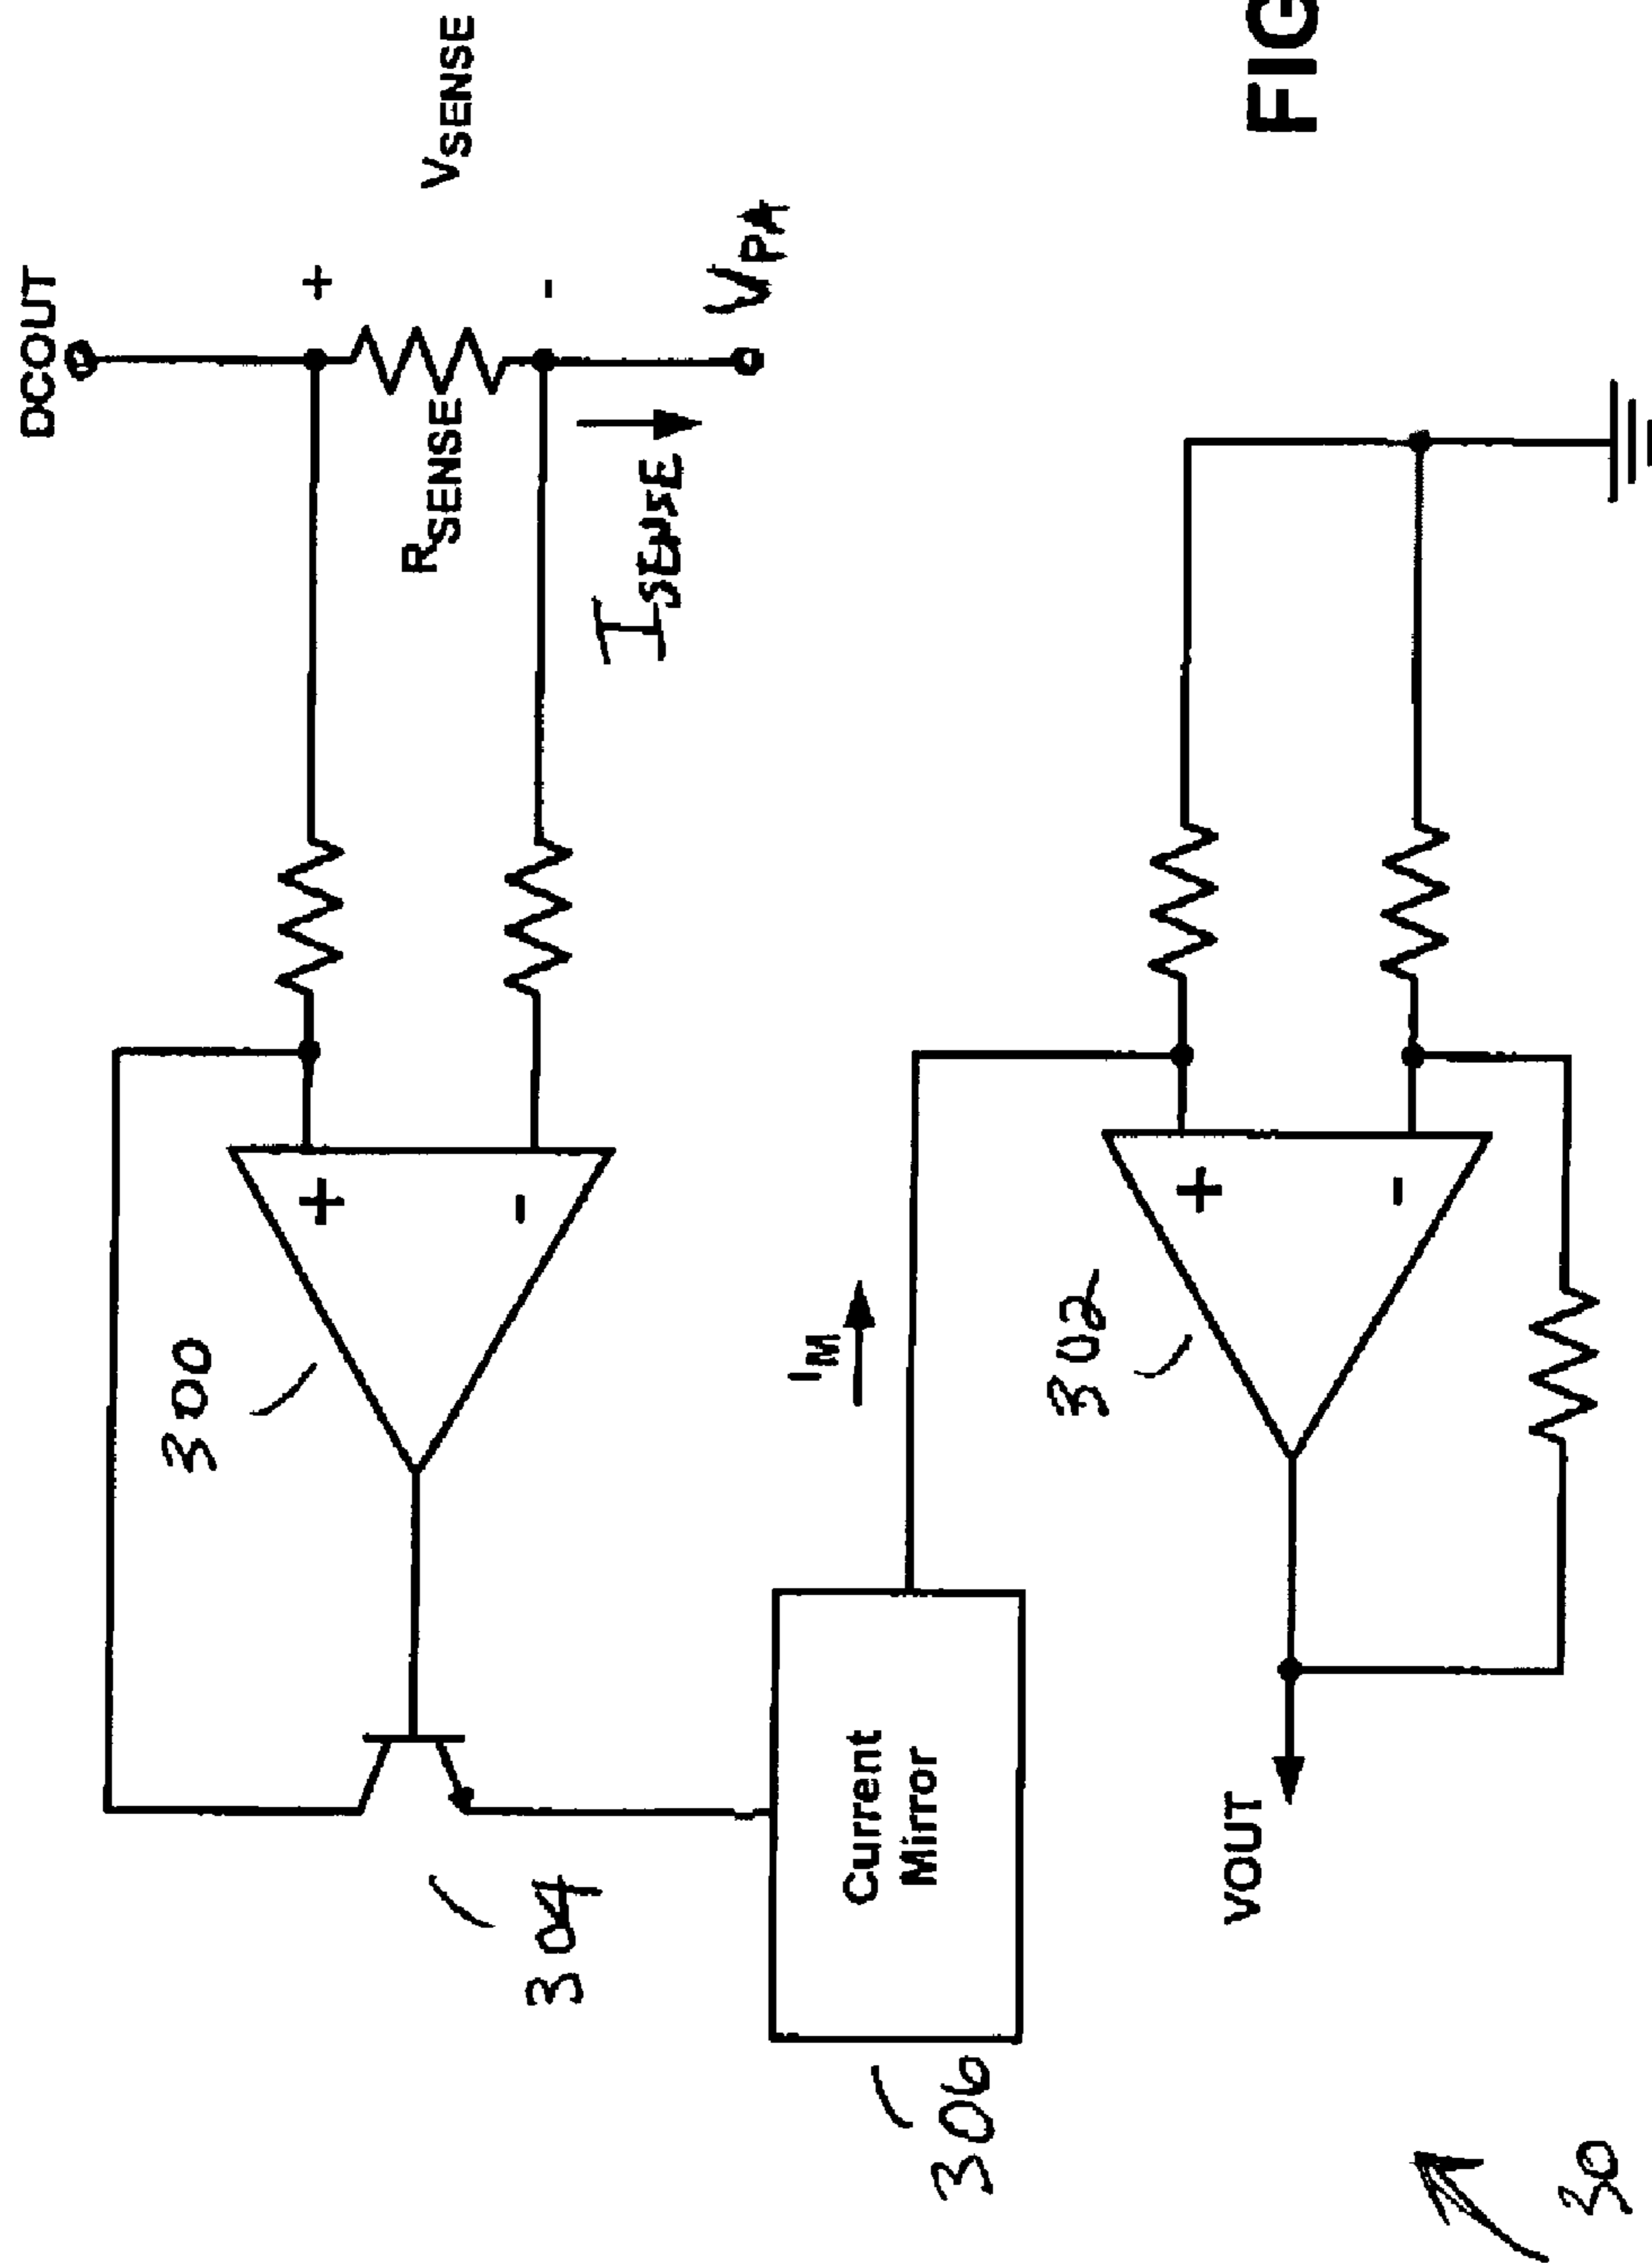 DCOUT
+
VSENSE
RSENSE
-
ISENSE
VPA
300
+
-
304
IM
Current
Mirror
306
302
+
-
VOUT
30
FIG